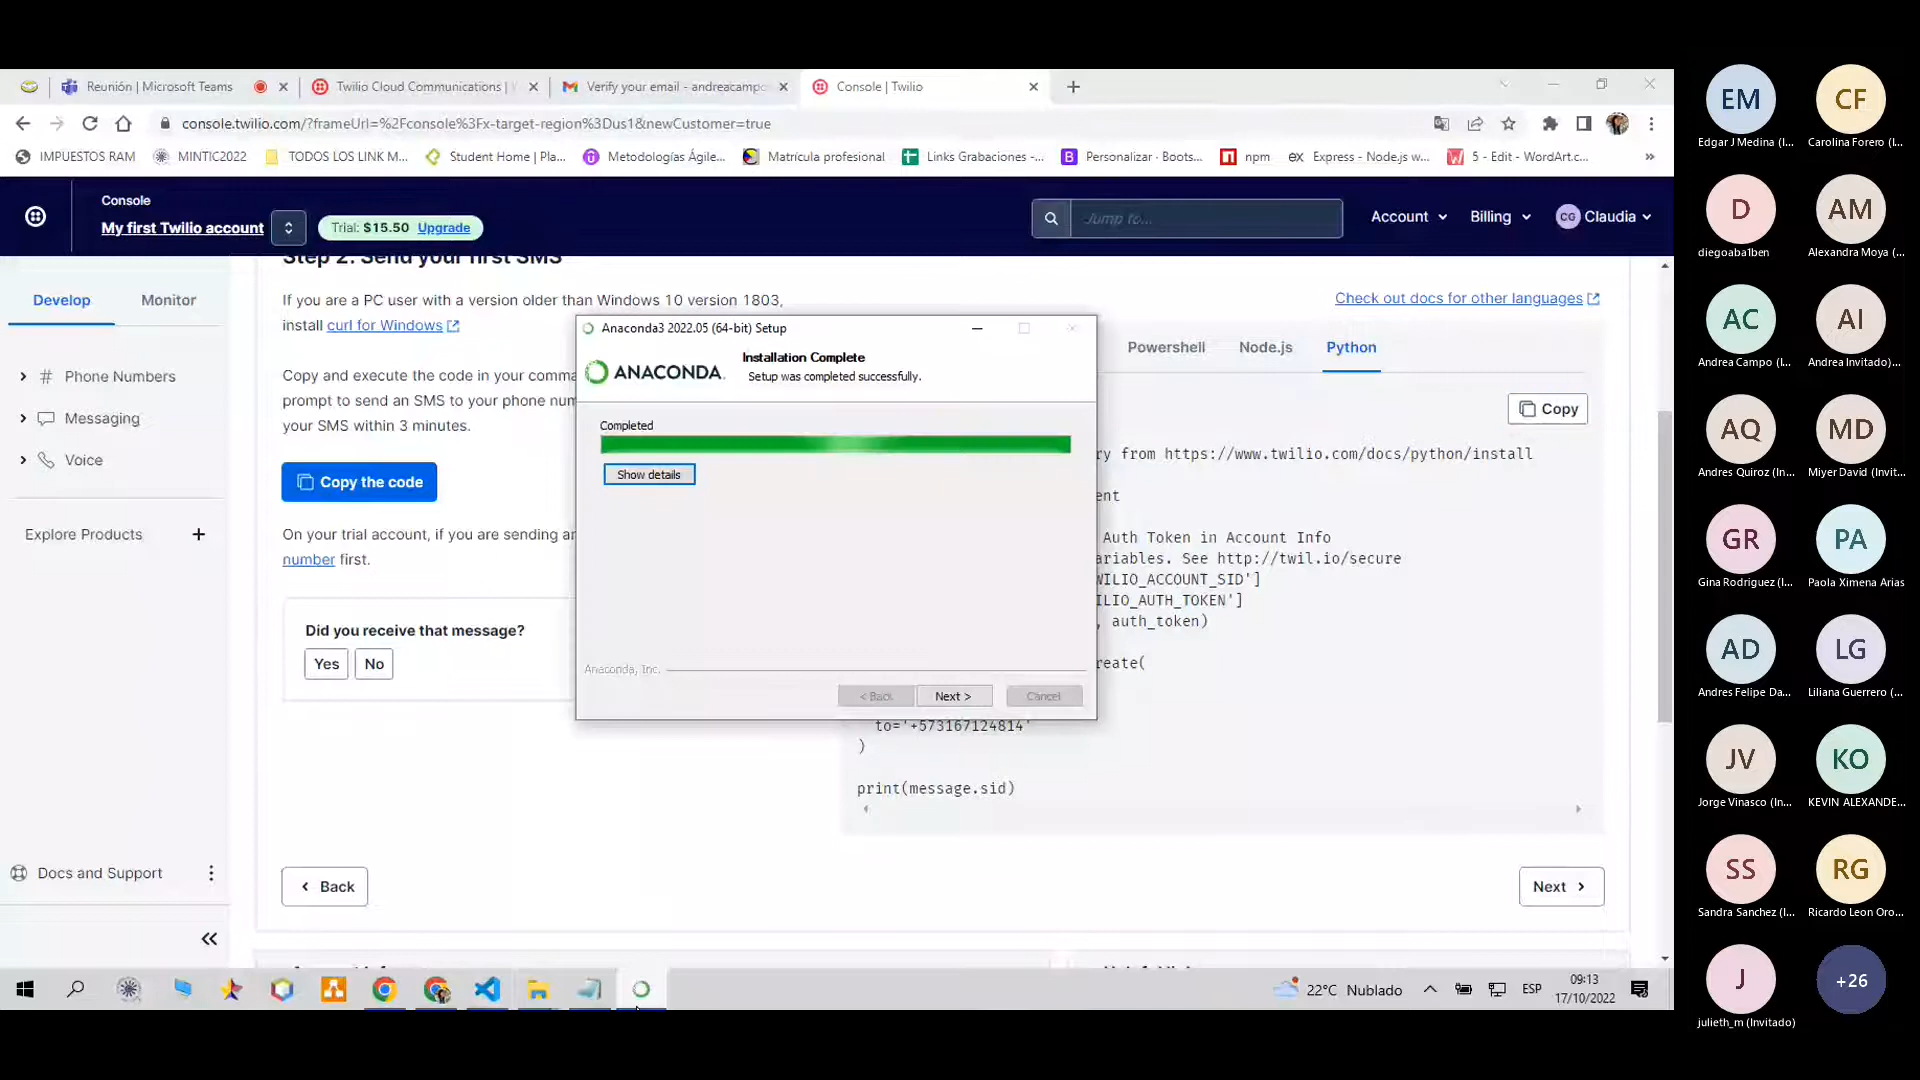 Reunión | Microsoft Teams
Twilio Cloud Communications |
Verify your email - andreacampo
Console | Twilio
console.twilio.com/?frameUrl=%2Fconsole%3Fx-target-region%3Dus1&newCustomer=true
IMPUESTOS RAM
MINTIC2022
TODOS LOS LINK M...
Student Home | Pla...
Metodologías Ágile...
Matrícula profesional
Links Grabaciones -...
Personalizar · Boots...
npm
ex Express - Node.js w...
5 - Edit - WordArt.c...
Console
My first Twilio account
Trial: $15.50 Upgrade
Jump to...
Account
Billing
CG Claudia
Develop
Monitor
Phone Numbers
Messaging
Voice
Explore Products
Docs and Support
Step 2: Send your first SMS
If you are a PC user with a version older than Windows 10 version 1803,
install curl for Windows
Copy and execute the code in your comma
prompt to send an SMS to your phone num
your SMS within 3 minutes.
Copy the code
On your trial account, if you are sending an
number first.
Did you receive that message?
Yes
No
Back
Next
Check out docs for other languages
Powershell
Node.js
Python
Copy
ry from https://www.twilio.com/docs/python/install
ent
Auth Token in Account Info
ariables. See http://twil.io/secure
WILIO_ACCOUNT_SID']
ILIO_AUTH_TOKEN']
, auth_token)
reate(
to='+573167124814'
)
print(message.sid)
Anaconda3 2022.05 (64-bit) Setup
ANACONDA.
Installation Complete
Setup was completed successfully.
Completed
Show details
Anaconda, Inc.
< Back
Next >
Cancel
22°C Nublado
ESP
09:13
17/10/2022
EM
Edgar J Medina (I...
CF
Carolina Forero (I...
D
diegoaba1ben
AM
Alexandra Moya (...
AC
Andrea Campo (I...
AI
Andrea Invitado)...
AQ
Andres Quiroz (In...
MD
Miyer David (Invit...
GR
Gina Rodriguez (I...
PA
Paola Ximena Arias
AD
Andres Felipe Da...
LG
Liliana Guerrero (...
JV
Jorge Vinasco (In...
KO
KEVIN ALEXANDE...
SS
Sandra Sanchez (I...
RG
Ricardo Leon Oro...
J
julieth_m (Invitado)
+26